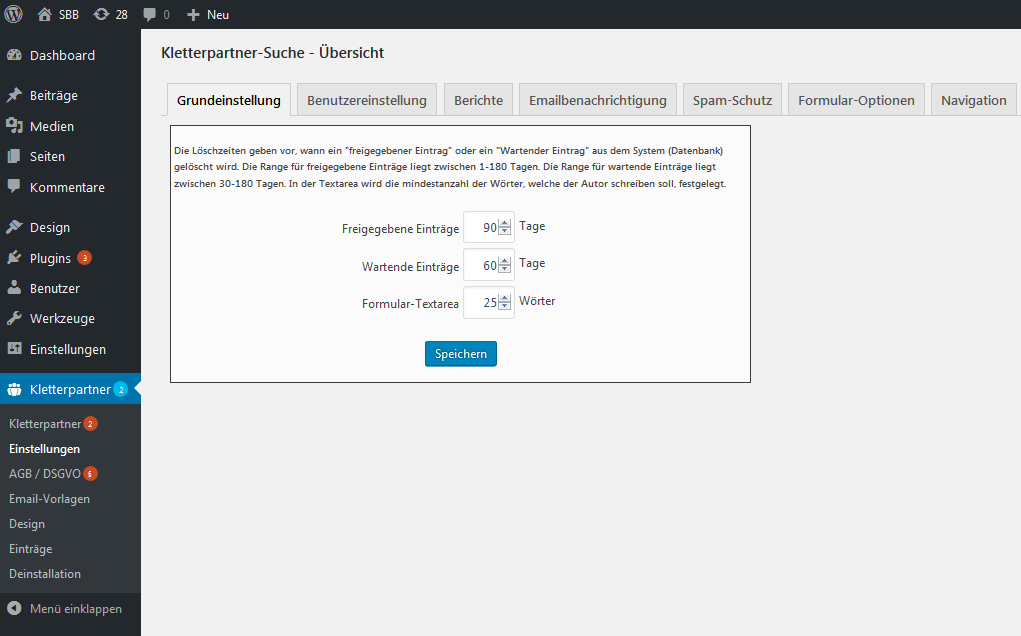 SBB 28 0 Neu
Dashboard
Beiträge
Medien
Seiten
Kommentare
Design
Plugins 3
Benutzer
Werkzeuge
Einstellungen
Kletterpartner 2
Kletterpartner 2
Einstellungen
AGB / DSGVO
Email-Vorlagen
Design
Einträge
Deinstallation
Menü einklappen
Kletterpartner-Suche - Übersicht
Grundeinstellung Benutzereinstellung Berichte Emailbenachrichtigung Spam-Schutz Formular-Optionen Navigation
Die Löschzeiten geben vor, wann ein "freigegebener Eintrag" oder ein "Wartender Eintrag" aus dem System (Datenbank)
gelöscht wird. Die Range für freigegebene Einträge liegt zwischen 1-180 Tagen. Die Range für wartende Einträge liegt
zwischen 30-180 Tagen. In der Textarea wird die mindestanzahl der Wörter, welche der Autor schreiben soll, festgelegt.
Freigegebene Einträge 90 Tage
Wartende Einträge 60 Tage
Formular-Textarea 25 Wörter
Speichern